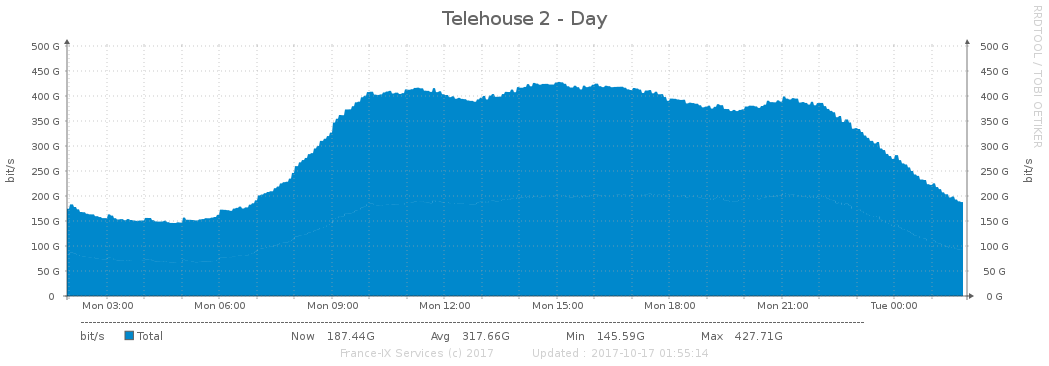 Telehouse 2 - Day
RRDTOOL / TOBI OETIKER
bit/s
500 G
450 G
400 G
350 G
300 G
250 G
200 G
150 G
100 G
50 G
0
500 G
450 G
400 G
350 G
300 G
250 G
200 G
150 G
100 G
50 G
0 G
bit/s
Mon 03:00 Mon 06:00 Mon 09:00 Mon 12:00 Mon 15:00 Mon 18:00 Mon 21:00 Tue 00:00
bit/s Total Now 187.44G Avg 317.66G Min 145.59G Max 427.71G
France-IX Services (c) 2017 Updated : 2017-10-17 01:55:14